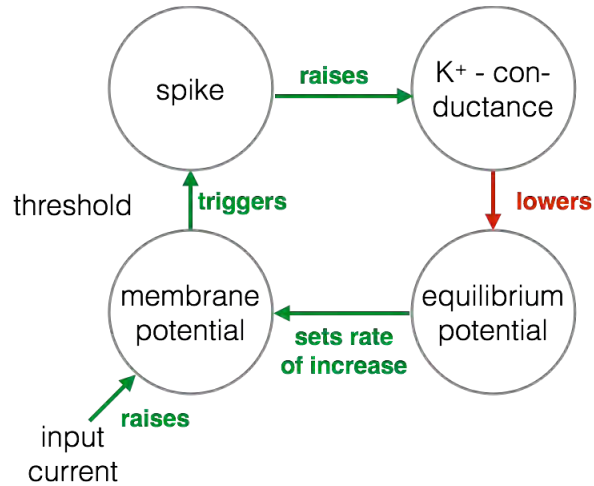 spike
raises
K⁺ - con-
ductance
threshold
triggers
lowers
membrane
potential
sets rate
of increase
equilibrium
potential
raises
input
current